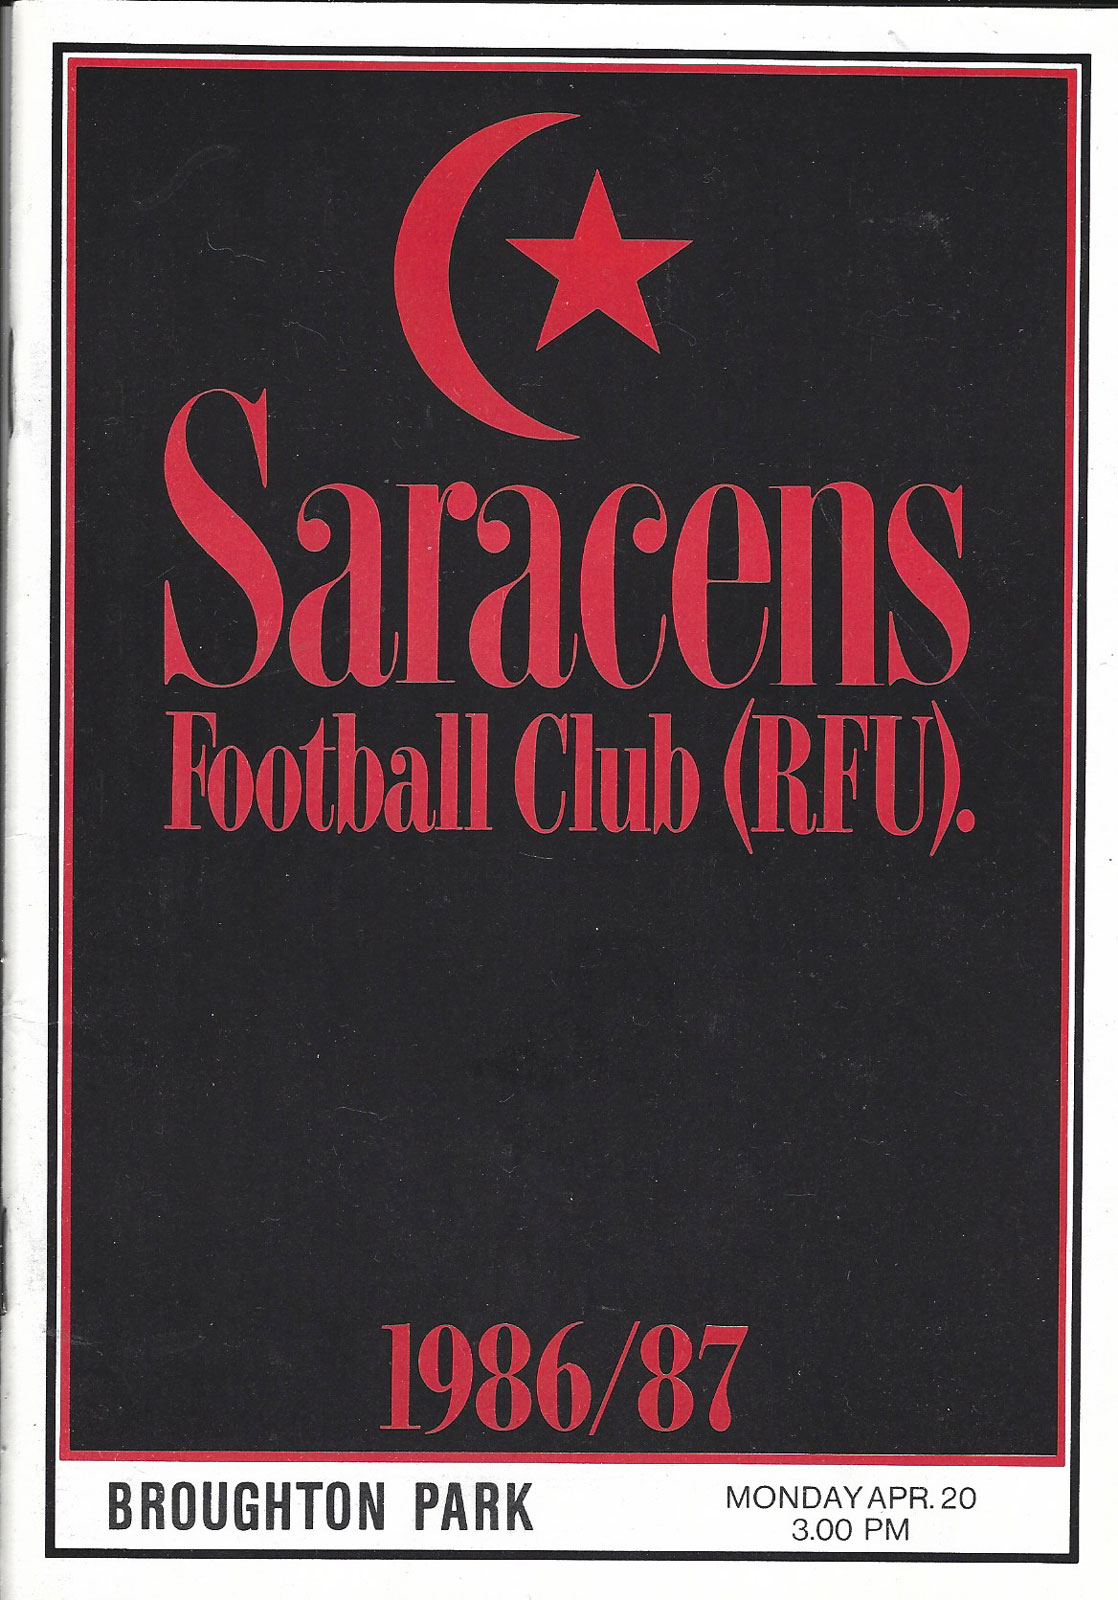 Saracens
Football Club (RFU).
1986/87
BROUGHTON PARK
MONDAY APR. 20
3.00 PM